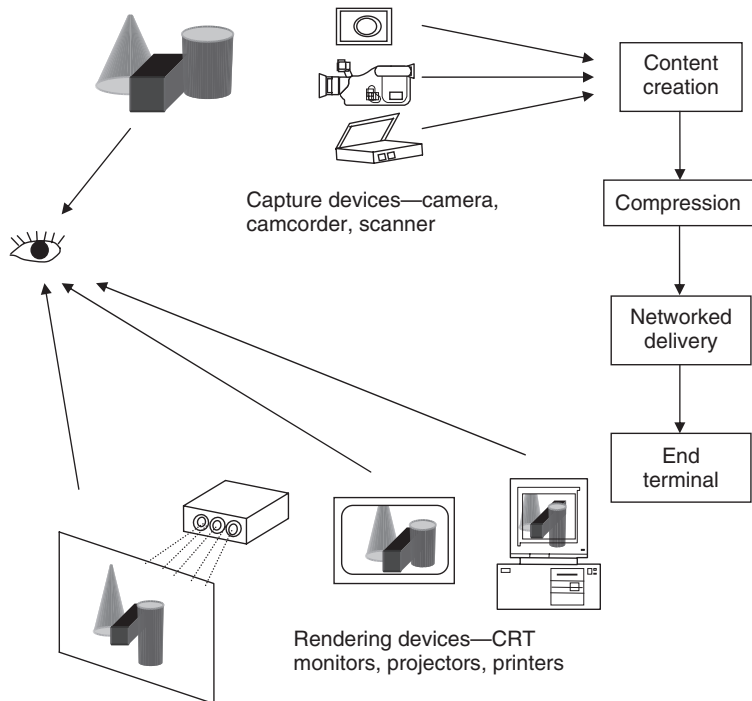 Content
creation
Capture devices—camera,
camcorder, scanner
Compression
Networked
delivery
End
terminal
Rendering devices—CRT
monitors, projectors, printers